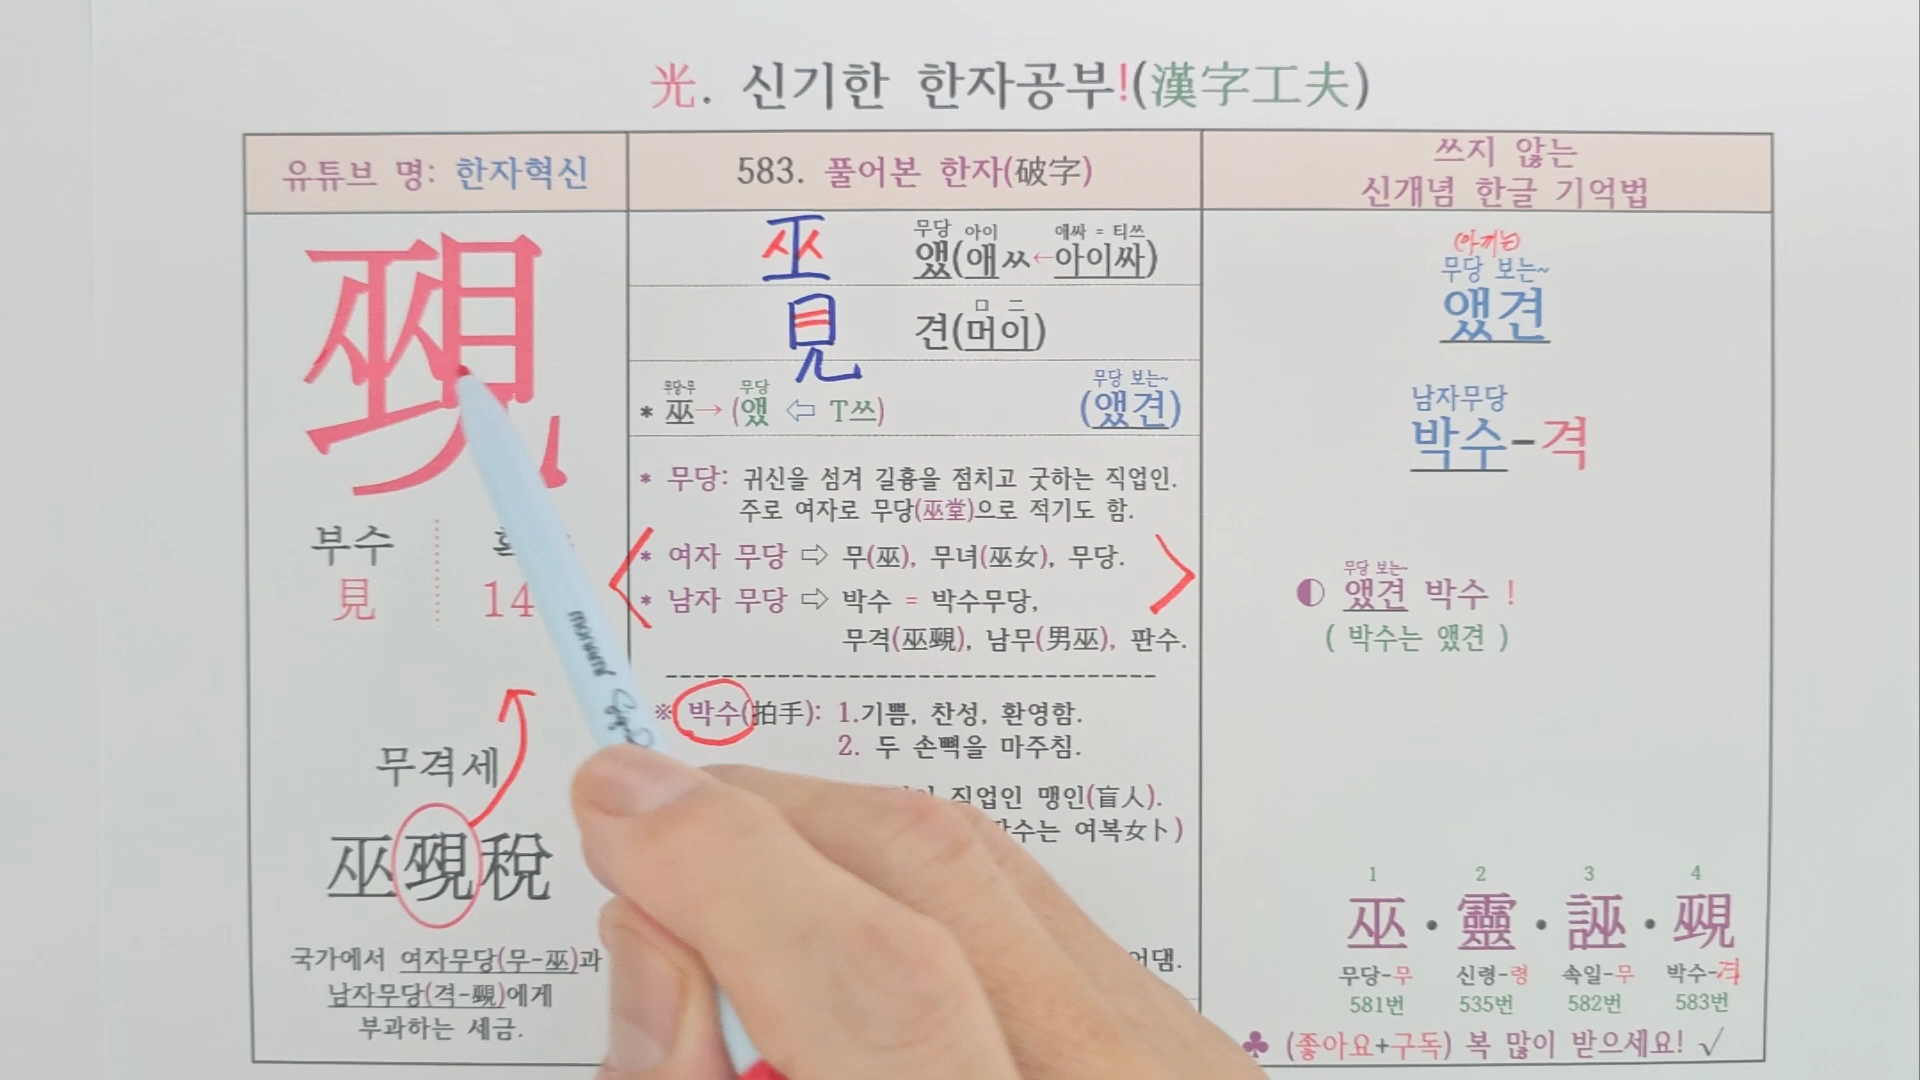 光. 신기한 한자공부!(漢字工夫)
유튜브 명: 한자혁신
583. 풀어본 한자(破字)
쓰지 않는
신개념 한글 기억법
覡
부수
見
14
무격세
巫覡稅
국가에서 여자무당(무-巫)과
남자무당(격-覡)에게
부과하는 세금.
巫
무당 아이 애싸 = 티쓰
앴(애ㅆ←아이싸)
見
口 二
견(머이)
무당-무 무당 무당 보는~
* 巫→ (앴 ⇦ T쓰) (앴견)
* 무당: 귀신을 섬겨 길흉을 점치고 굿하는 직업인.
주로 여자로 무당(巫堂)으로 적기도 함.
* 여자 무당 ⇨ 무(巫), 무녀(巫女), 무당.
* 남자 무당 ⇨ 박수 = 박수무당,
무격(巫覡), 남무(男巫), 판수.
※ 박수(拍手): 1.기쁨, 찬성, 환영함.
2. 두 손뼉을 마주침.
직업인 맹인(盲人).
여복女卜)
어댐.
monami
(아끼는)
무당 보는~
앴견
남자무당
박수-격
무당 보는~
◐ 앴견 박수 !
( 박수는 앴견 )
1 2 3 4
巫 · 靈 · 誣 · 覡
무당-무 신령-령 속일-무 박수-격
581번 535번 582번 583번
♣ (좋아요+구독) 복 많이 받으세요! √